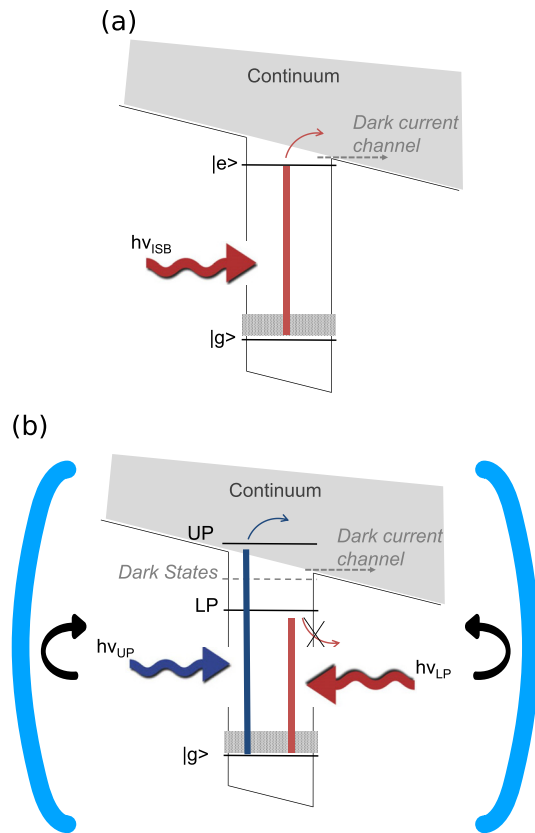 (a)
Continuum
Dark current
channel
|e>
hν_ISB
|g>
(b)
Continuum
UP
Dark current
channel
Dark States
LP
hν_UP
hν_LP
|g>